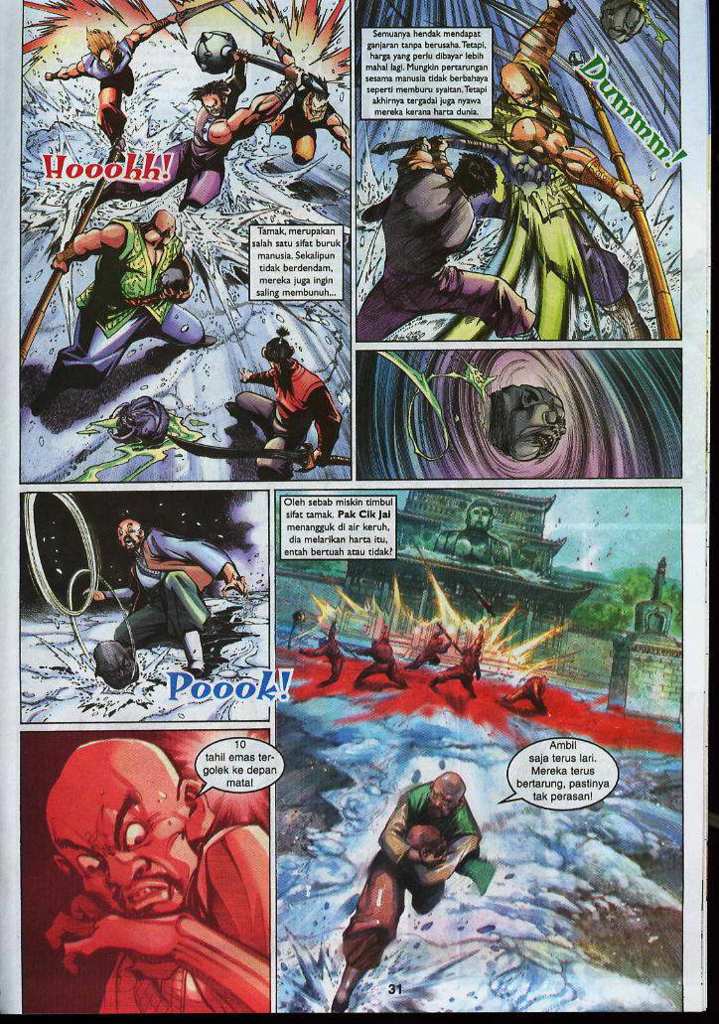 Hooohh!
Tamak, merupakan
salah satu sifat buruk
manusia. Sekalipun
tidak berdendam,
mereka juga ingin
saling membunuh...
Semuanya hendak mendapat
ganjaran tanpa berusaha. Tetapi,
harga yang perlu dibayar lebih
mahal lagi. Mungkin pertarungan
sesama manusia tidak berbahaya
seperti memburu syaitan. Tetapi
akhirnya tergadai juga nyawa
mereka kerana harta dunia.
Dummm!
Poook!
Oleh sebab miskin timbul
sifat tamak. Pak Cik Jai
menangguk di air keruh,
dia melarikan harta itu,
entah bertuah atau tidak?
10
tahil emas ter-
golek ke depan
mata!
Ambil
saja terus lari.
Mereka terus
bertarung, pastinya
tak perasan!
31